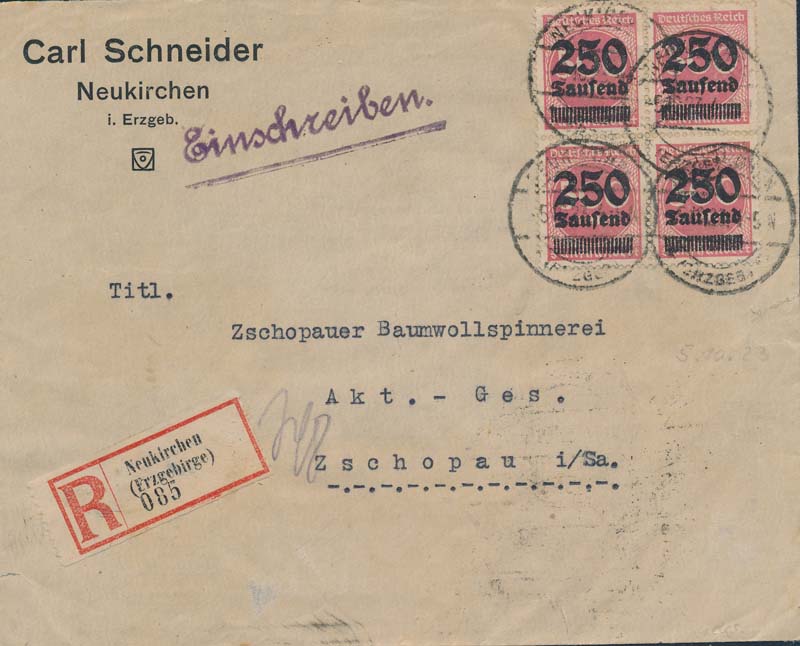 Carl Schneider
Neukirchen
i. Erzgeb.
Einschreiben.
Deutsches Reich
250
Tausend
Deutsches Reich
250
Tausend
250
Tausend
250
Tausend
Titl.
Zschopauer Baumwollspinnerei
Akt.- Ges.
Zschopau i/Sa.
5.10.23
R
Neukirchen
(Erzgebirge)
085